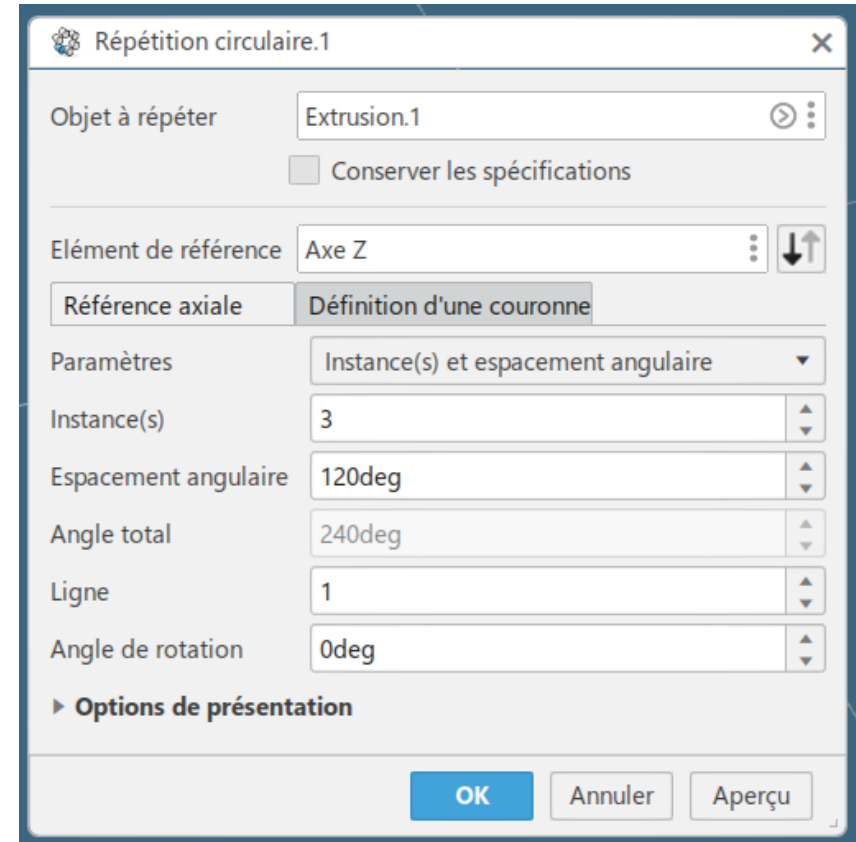 Répétition circulaire.1
Objet à répéter Extrusion.1
Conserver les spécifications
Elément de référence Axe Z
Référence axiale Définition d'une couronne
Paramètres Instance(s) et espacement angulaire
Instance(s) 3
Espacement angulaire 120deg
Angle total 240deg
Ligne 1
Angle de rotation 0deg
Options de présentation
OK Annuler Aperçu